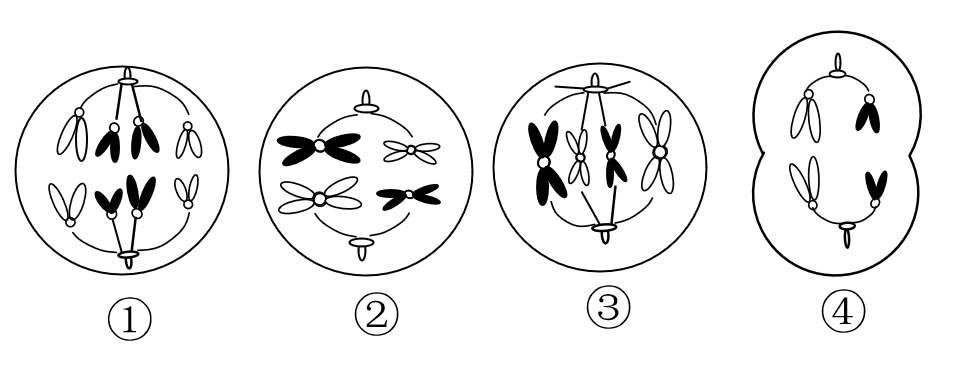 ① ② ③ ④